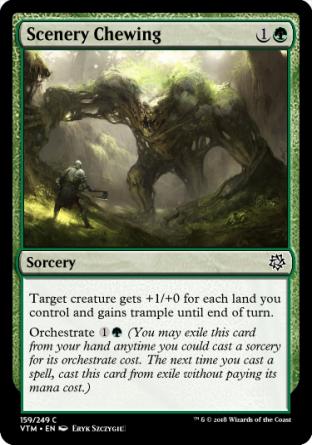 Scenery Chewing 1
Sorcery
Target creature gets +1/+0 for each land you
control and gains trample until end of turn.
Orchestrate 1 (You may exile this card
from your hand anytime you could cast a sorcery
for its orchestrate cost. The next time you cast a
spell, cast this card from exile without paying its
mana cost.)
159/249 C
VTM • EN Eryk Szczygieł
™ & © 2018 Wizards of the Coast